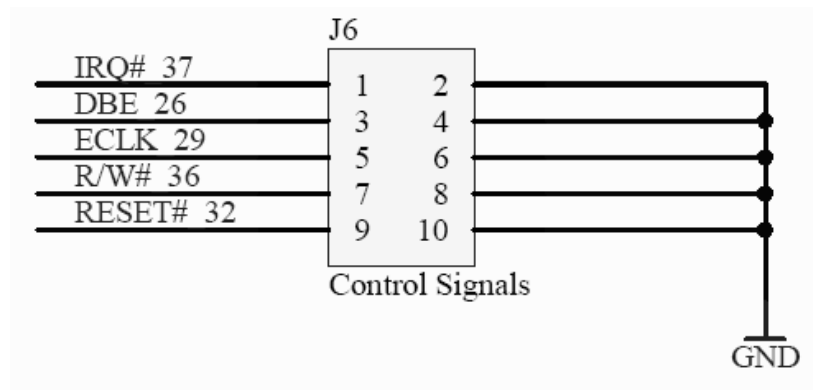 J6
IRQ# 37
1 2
DBE 26
3 4
ECLK 29
5 6
R/W# 36
7 8
RESET# 32
9 10
Control Signals
GND